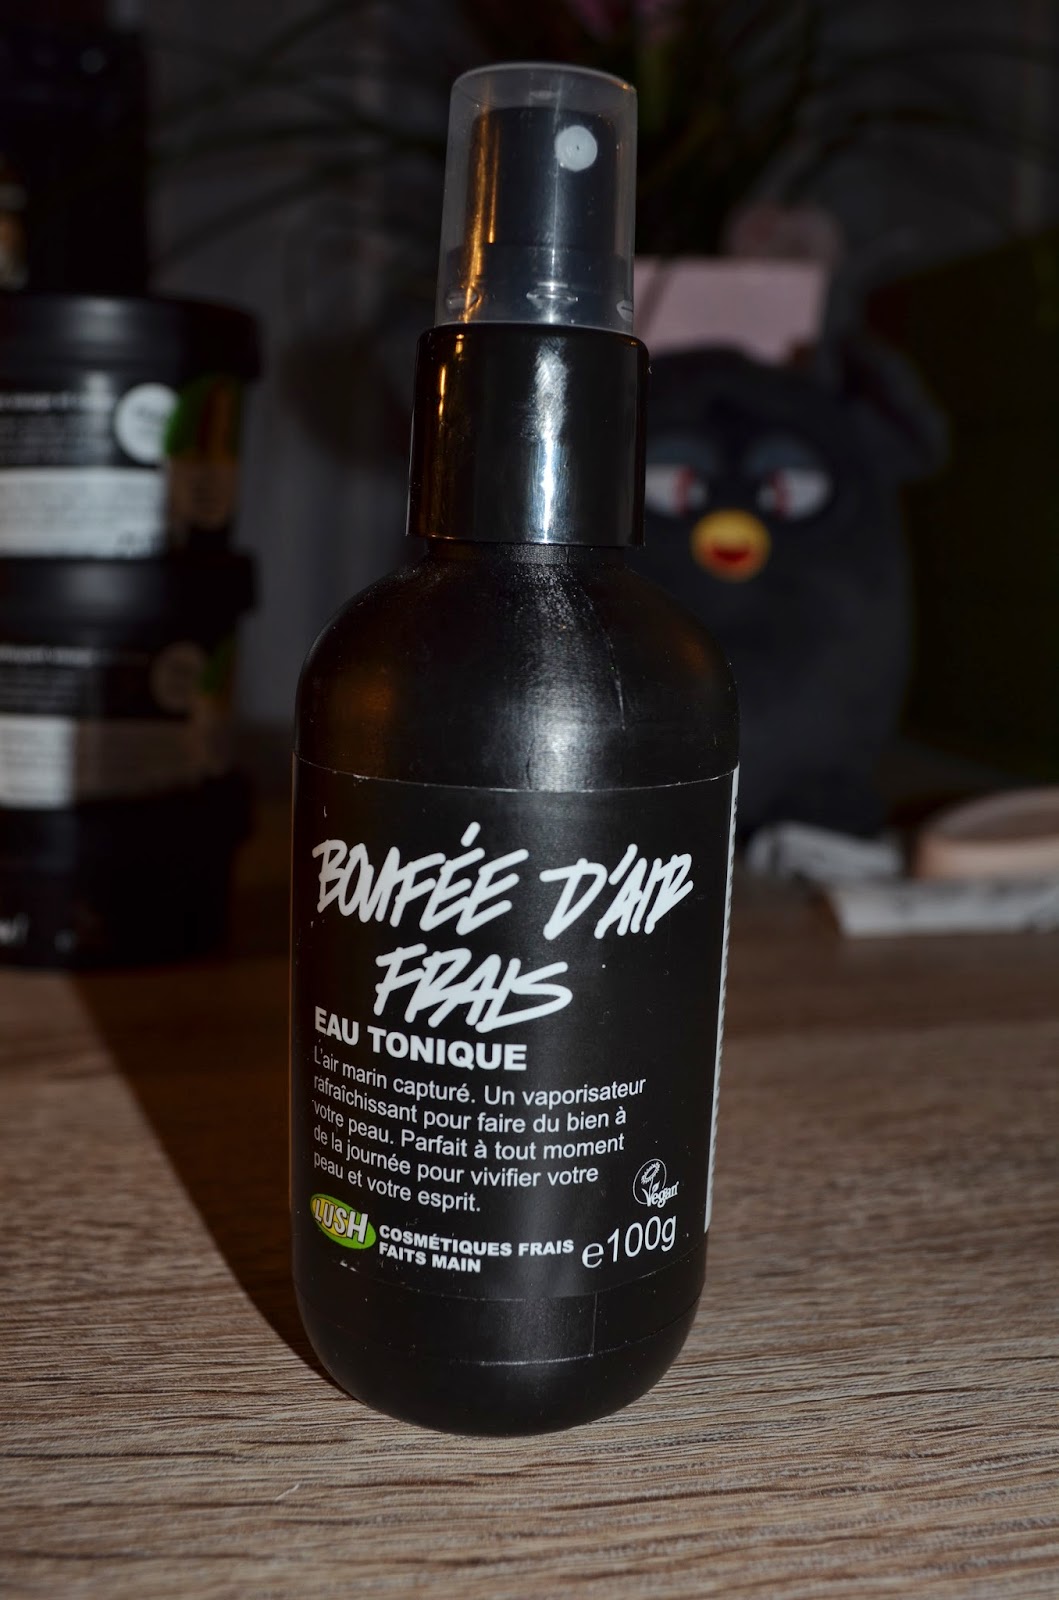 BOUFÉE D'AIR
FRAIS
EAU TONIQUE
L'air marin capturé. Un vaporisateur
rafraîchissant pour faire du bien à
votre peau. Parfait à tout moment
de la journée pour vivifier votre
peau et votre esprit.
Vegan
LUSH
COSMÉTIQUES FRAIS
FAITS MAIN
℮100g